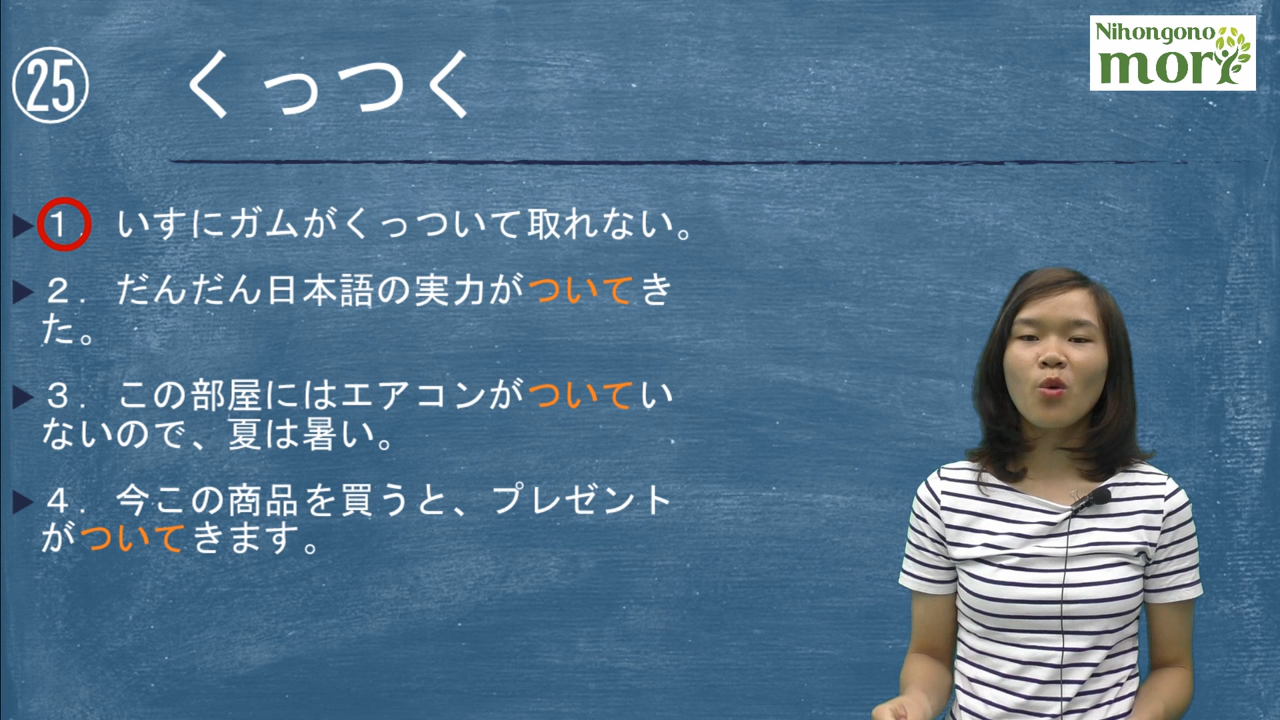 ㉕ くっつく
Nihongono
mori
１． いすにガムがくっついて取れない。
２． だんだん日本語の実力がついてき
た。
３． この部屋にはエアコンがついてい
ないので、夏は暑い。
４． 今この商品を買うと、プレゼント
がついてきます。